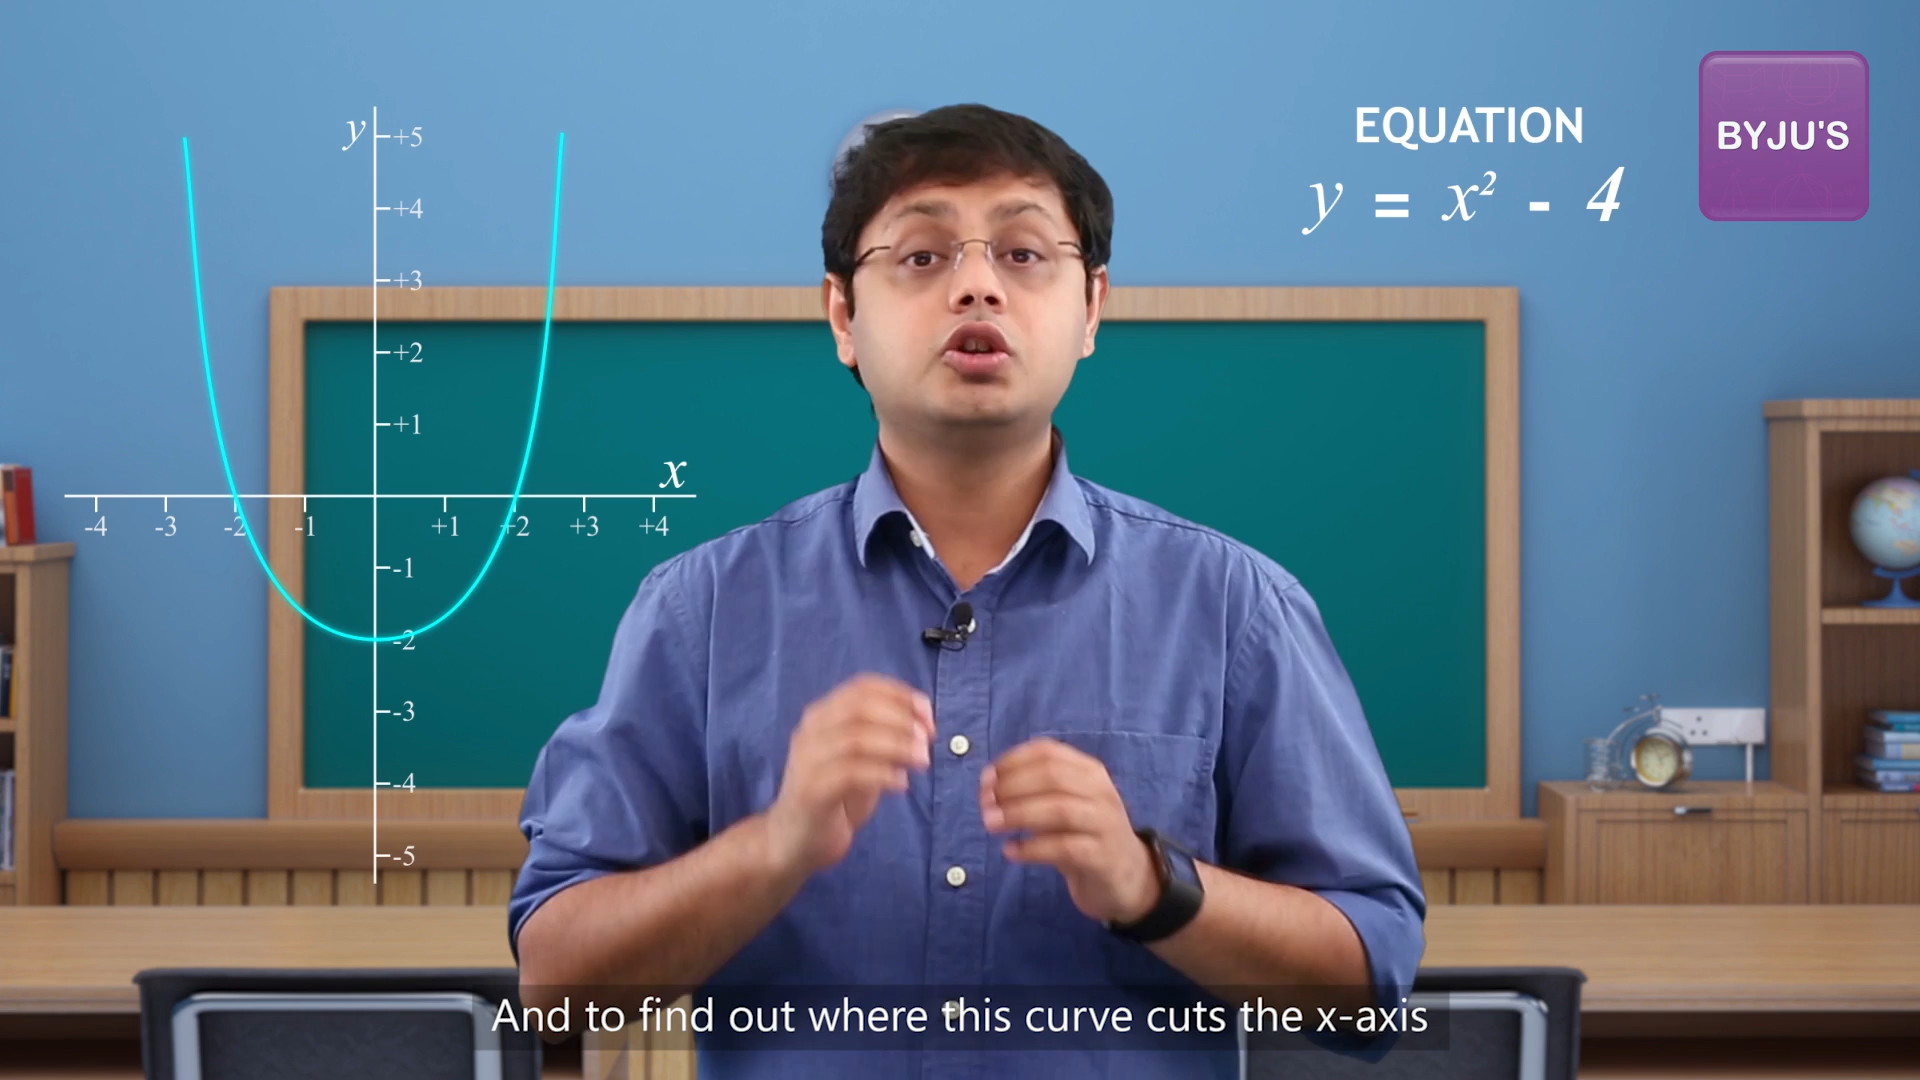 y
+5
+4
+3
+2
+1
x
-4 -3 -2 -1 +1 +2 +3 +4
-1
-2
-3
-4
-5
EQUATION
y = x² - 4
BYJU'S
And to find out where this curve cuts the x-axis